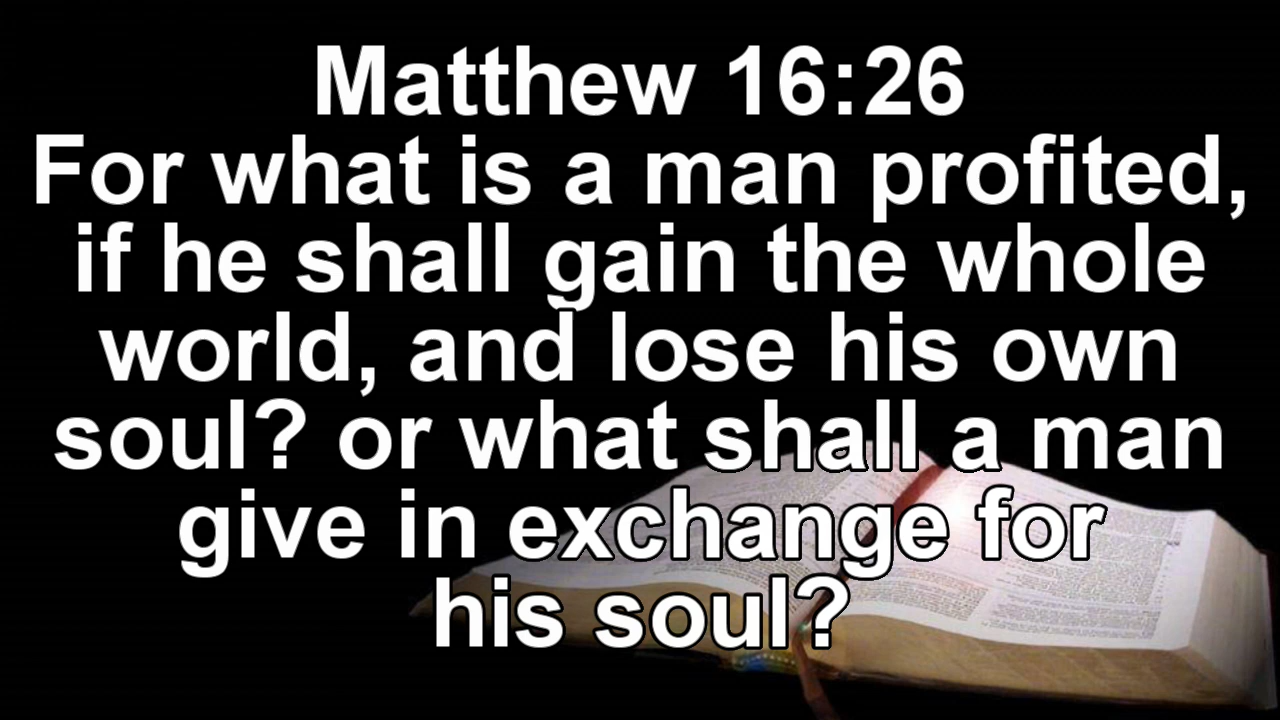 Matthew 16:26
For what is a man profited,
if he shall gain the whole
world, and lose his own
soul? or what shall a man
give in exchange for
his soul?